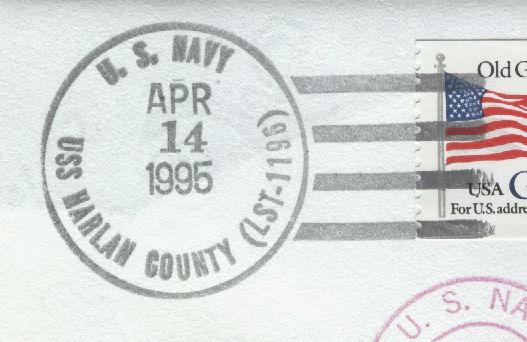 U. S. NAVY
APR
14
1995
USS HARLAN COUNTY (LST-1196)
Old G
USA G
For U.S. addre
U. S. NA